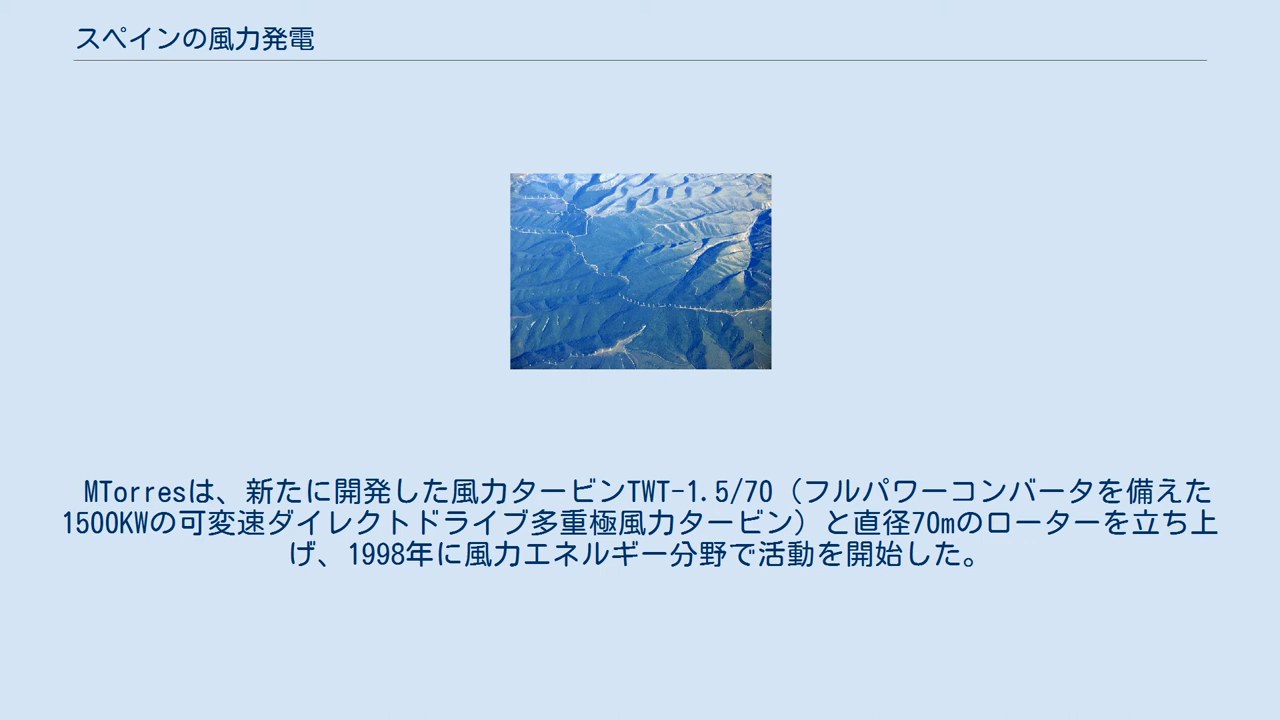 スペインの風力発電
MTorresは、新たに開発した風力タービンTWT-1.5/70（フルパワーコンバータを備えた
1500KWの可変速ダイレクトドライブ多重極風力タービン）と直径70mのローターを立ち上
げ、1998年に風力エネルギー分野で活動を開始した。